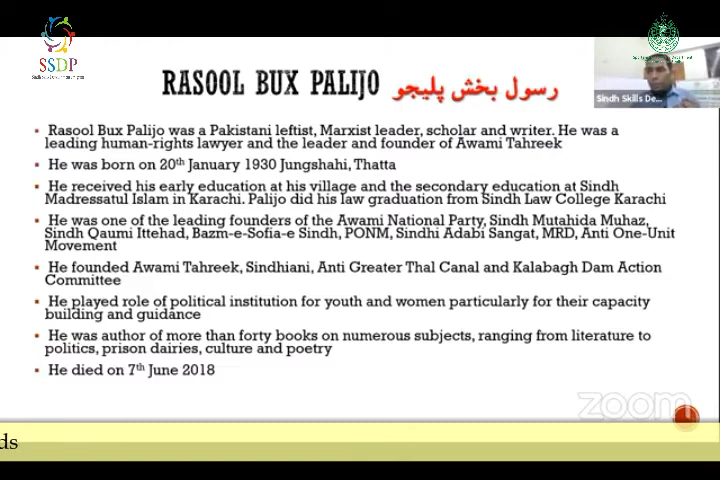 SSDP
RASOOL BUX PALIJO رسول بخش پليجو
Sindh Skills De...
▪ Rasool Bux Palijo was a Pakistani leftist, Marxist leader, scholar and writer. He was a
leading human-rights lawyer and the leader and founder of Awami Tahreek
▪ He was born on 20th January 1930 Jungshahi, Thatta
▪ He received his early education at his village and the secondary education at Sindh
Madressatul Islam in Karachi. Palijo did his law graduation from Sindh Law College Karachi
▪ He was one of the leading founders of the Awami National Party, Sindh Mutahida Muhaz,
Sindh Qaumi Ittehad, Bazm-e-Sofia-e Sindh, PONM, Sindhi Adabi Sangat, MRD, Anti One-Unit
Movement
▪ He founded Awami Tahreek, Sindhiani, Anti Greater Thal Canal and Kalabagh Dam Action
Committee
▪ He played role of political institution for youth and women particularly for their capacity
building and guidance
▪ He was author of more than forty books on numerous subjects, ranging from literature to
politics, prison dairies, culture and poetry
▪ He died on 7th June 2018
zoom
ds